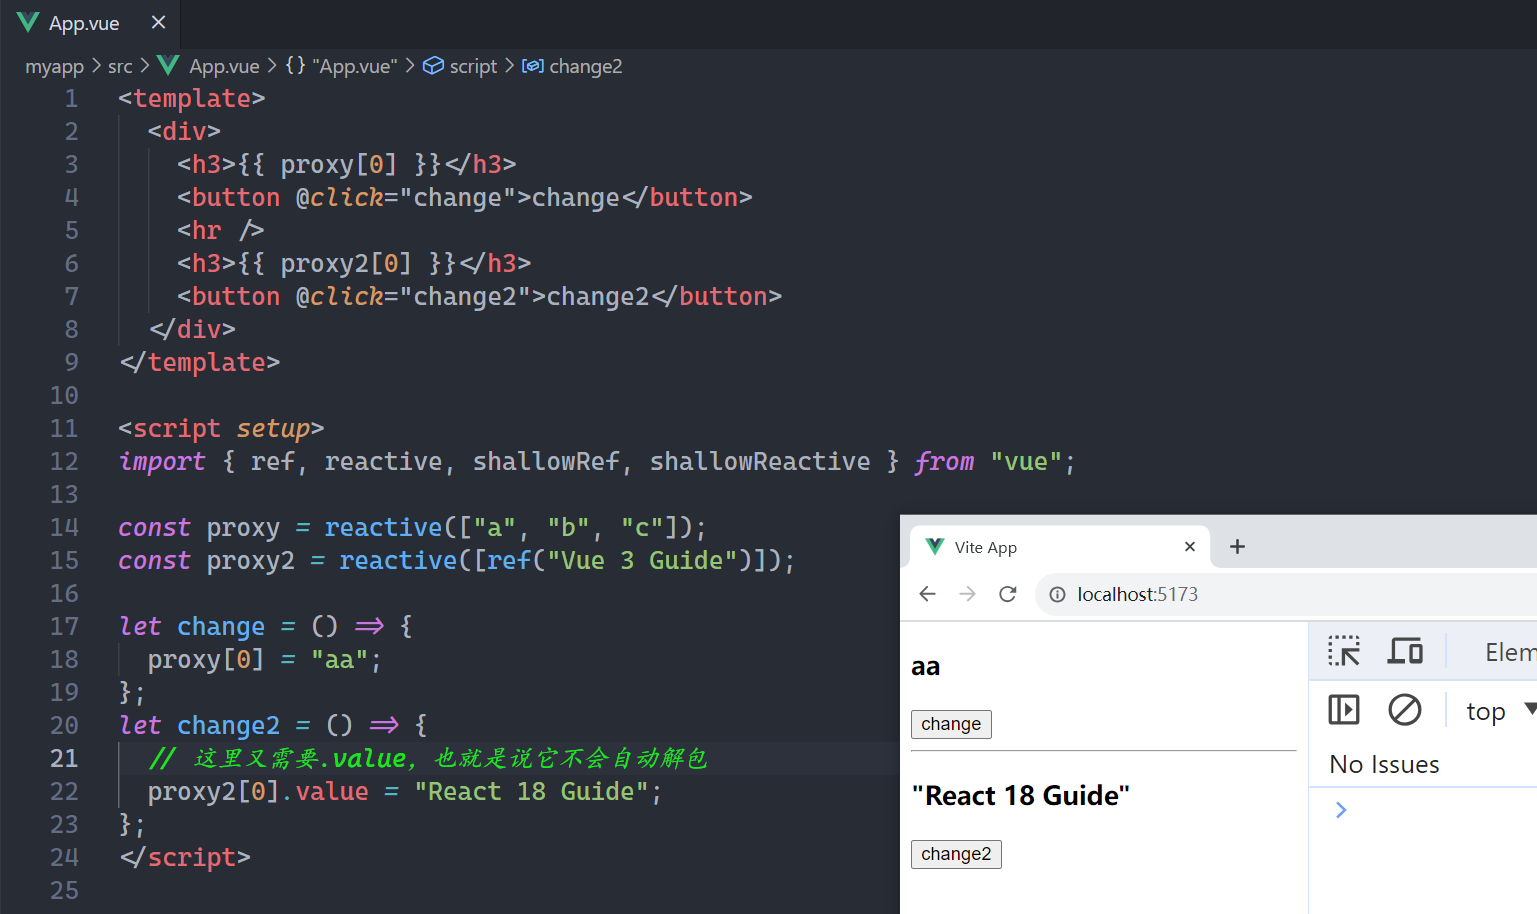 App.vue
myapp > src > App.vue > {} "App.vue" > script > change2
1 <template>
2 <div>
3 <h3>{{ proxy[0] }}</h3>
4 <button @click="change">change</button>
5 <hr />
6 <h3>{{ proxy2[0] }}</h3>
7 <button @click="change2">change2</button>
8 </div>
9 </template>
10
11 <script setup>
12 import { ref, reactive, shallowRef, shallowReactive } from "vue";
13
14 const proxy = reactive(["a", "b", "c"]);
15 const proxy2 = reactive([ref("Vue 3 Guide")]);
16
17 let change = () => {
18 proxy[0] = "aa";
19 };
20 let change2 = () => {
21 // 这里又需要.value，也就是说它不会自动解包
22 proxy2[0].value = "React 18 Guide";
23 };
24 </script>
25
Vite App
localhost:5173
Elem
top
No Issues
aa
change
"React 18 Guide"
change2